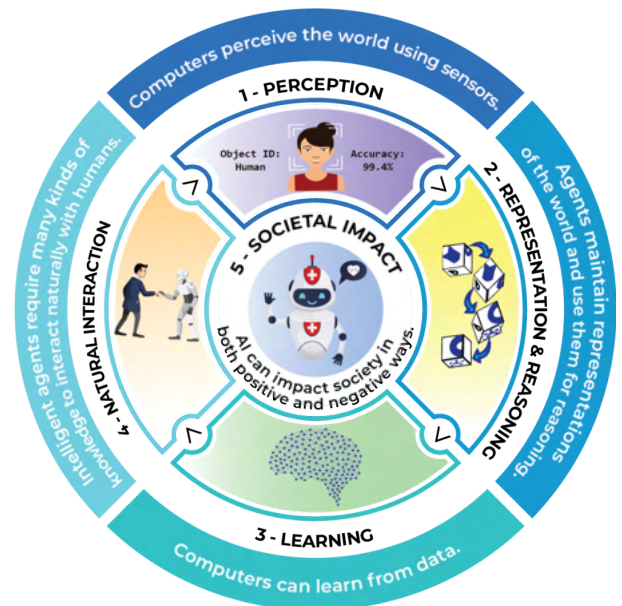 Computers perceive the world using sensors.
1 - PERCEPTION
Object ID:
Human
Accuracy:
99.4%
2 - REPRESENTATION & REASONING
Agents maintain representations
of the world and use them for reasoning.
3 - LEARNING
Computers can learn from data.
4 - NATURAL INTERACTION
Intelligent agents require many kinds of
knowledge to interact naturally with humans.
5 - SOCIETAL IMPACT
AI can impact society in
both positive and negative ways.